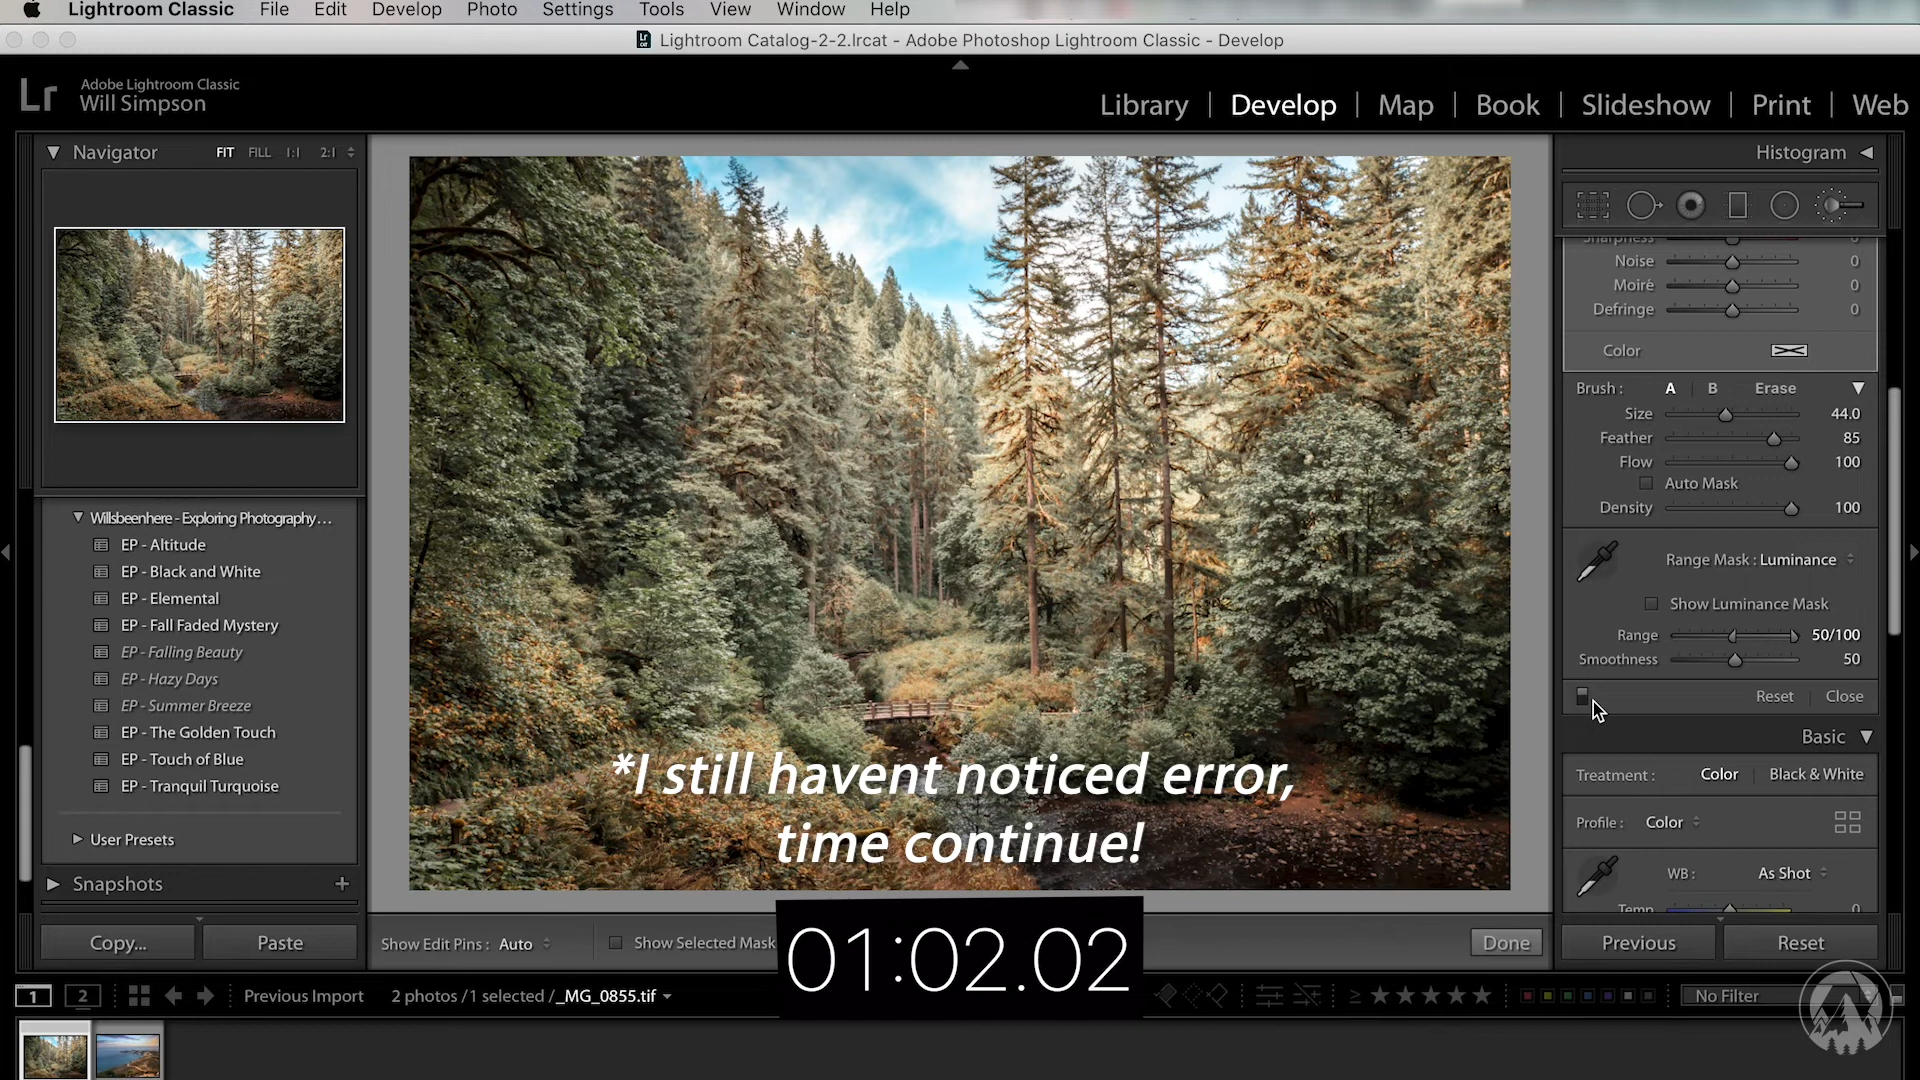 Lightroom Classic File Edit Develop Photo Settings Tools View Window Help
Lightroom Catalog-2-2.lrcat - Adobe Photoshop Lightroom Classic - Develop
Lr
Adobe Lightroom Classic
Will Simpson
Library | Develop | Map | Book | Slideshow | Print | Web
Navigator FIT FILL 1:1 2:1
Willsbeenhere - Exploring Photography...
EP - Altitude
EP - Black and White
EP - Elemental
EP - Fall Faded Mystery
EP - Falling Beauty
EP - Hazy Days
EP - Summer Breeze
EP - The Golden Touch
EP - Touch of Blue
EP - Tranquil Turquoise
User Presets
Snapshots +
Copy... Paste
Histogram
Sharpness 0
Noise 0
Moiré 0
Defringe 0
Color
Brush : A | B Erase
Size 44.0
Feather 85
Flow 100
Auto Mask
Density 100
Range Mask : Luminance
Show Luminance Mask
Range 50/100
Smoothness 50
Reset | Close
Basic
Treatment : Color | Black & White
Profile : Color
WB : As Shot
Temp 0
Previous Reset
*I still havent noticed error,
time continue!
Show Edit Pins : Auto Show Selected Mask Done
01:02.02
1 2 Previous Import 2 photos /1 selected /_MG_0855.tif ≥ ★★★★★ No Filter